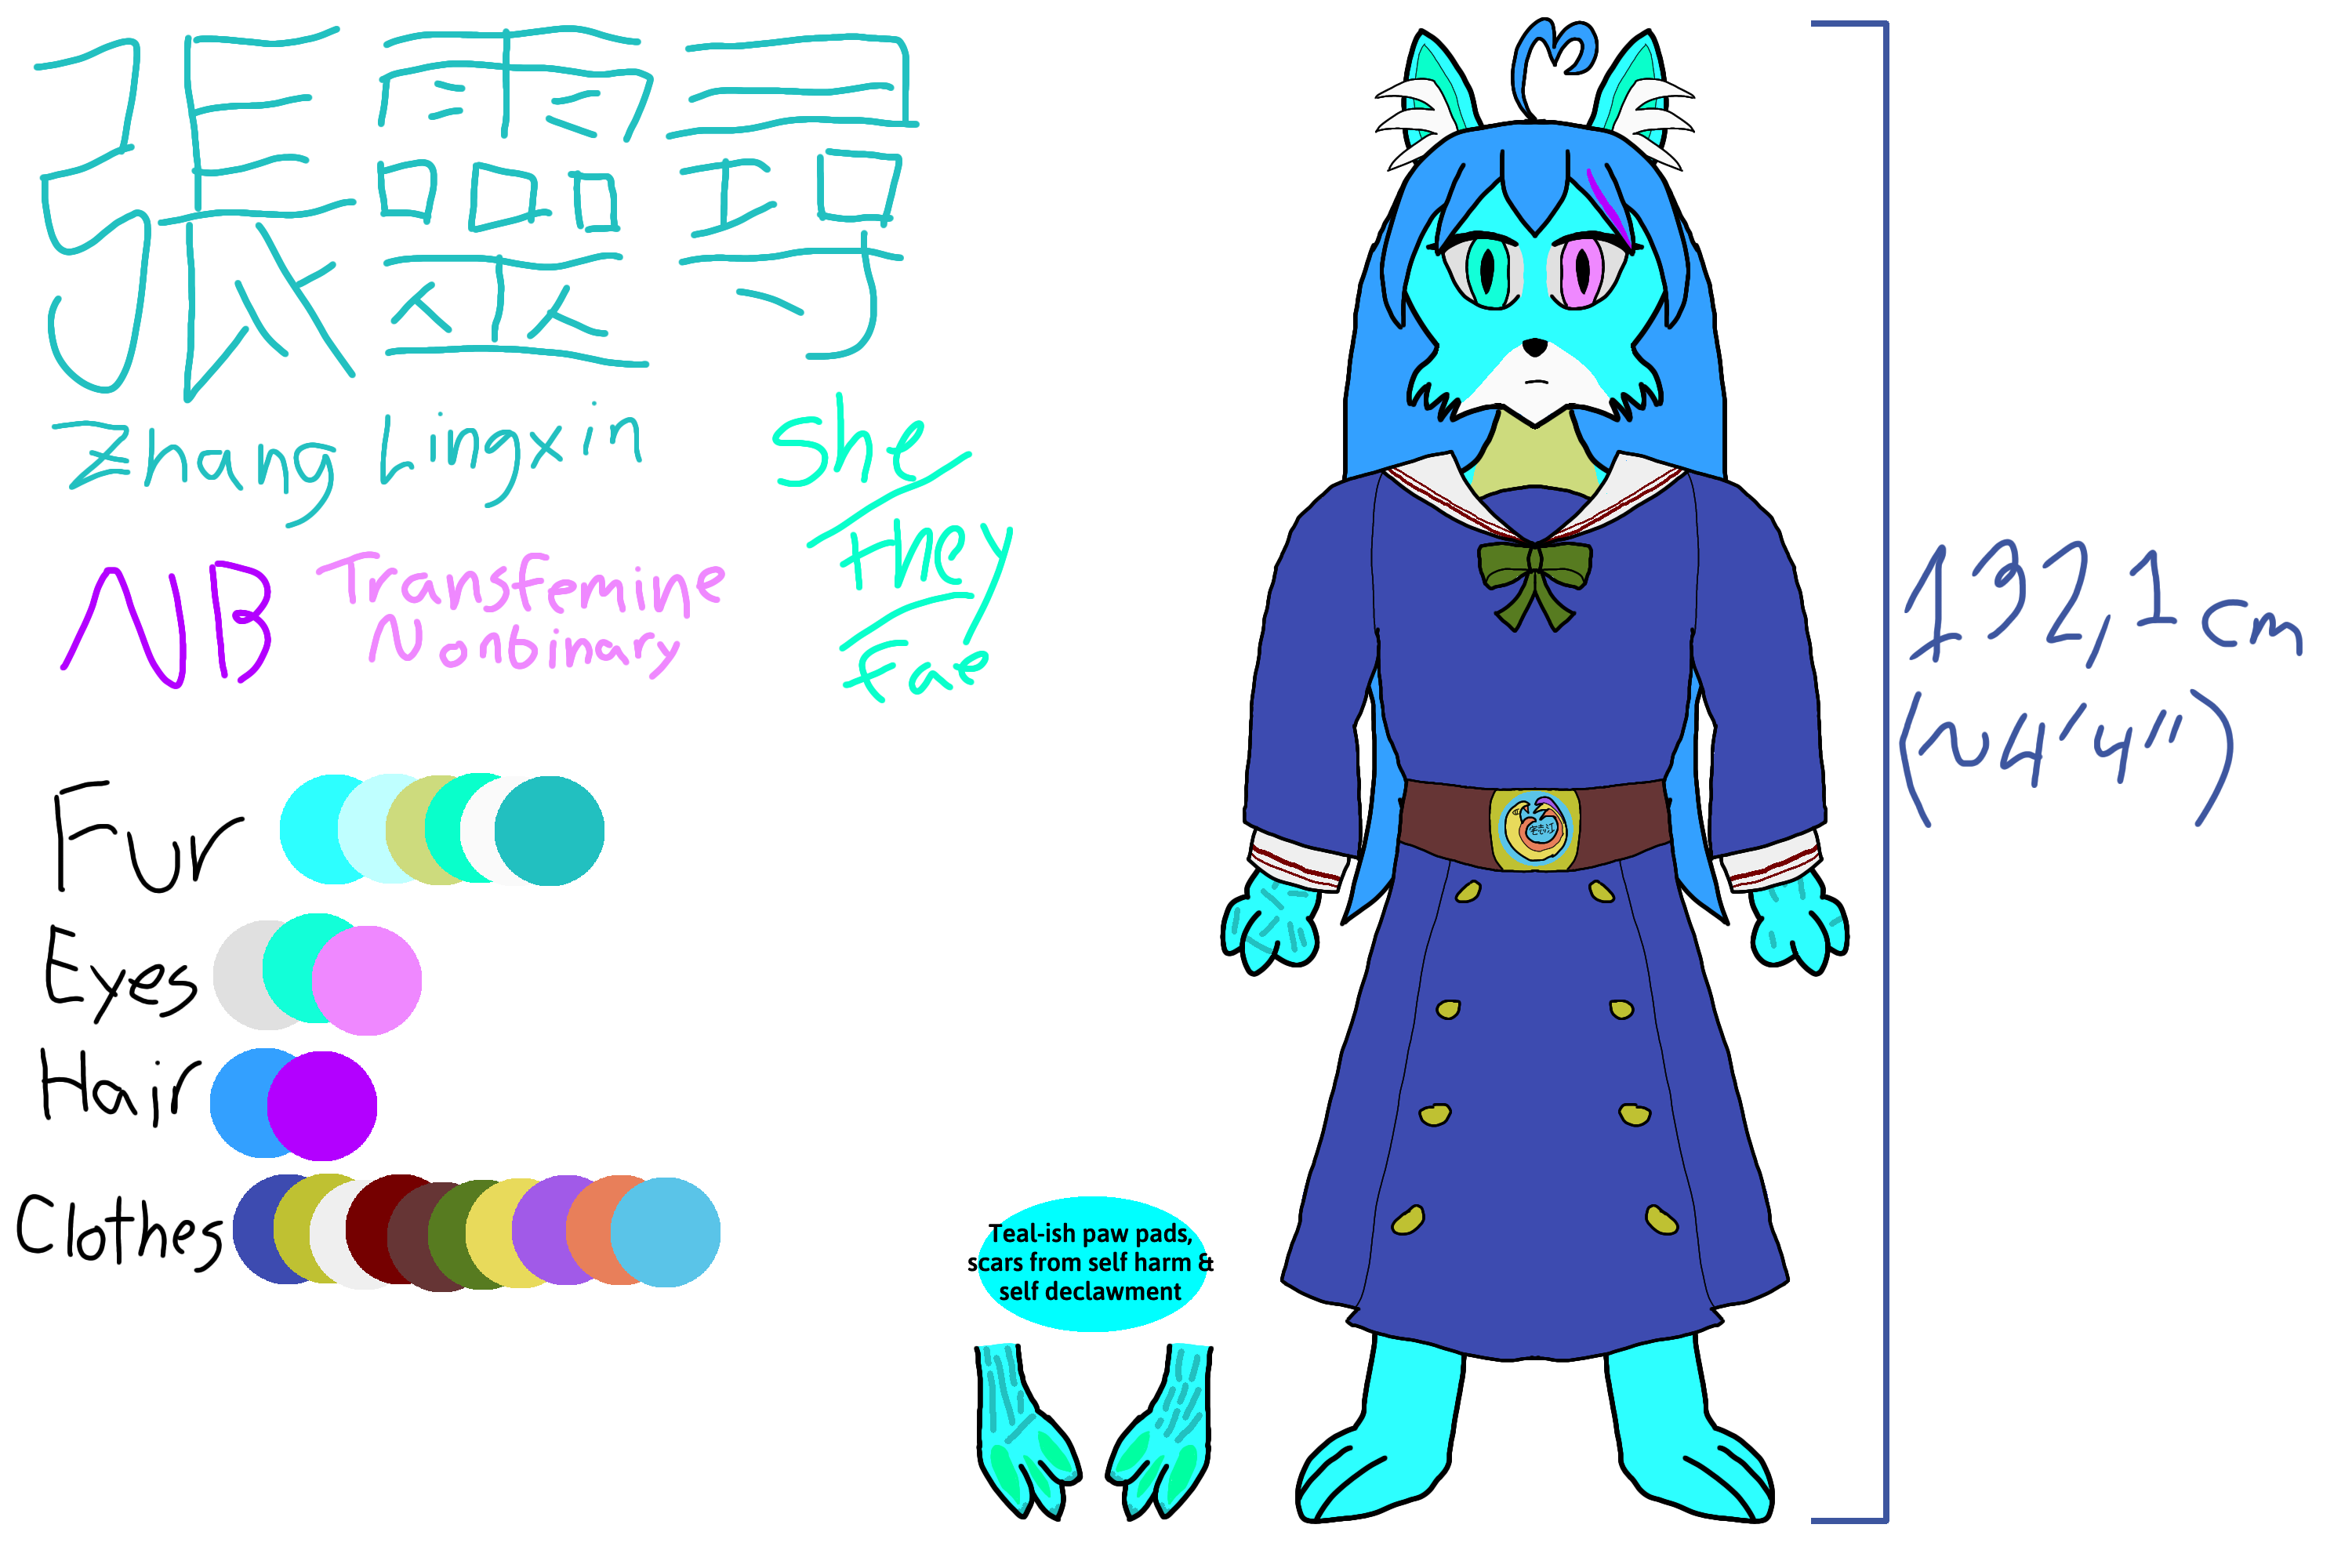 張靈尋
Zhang Lingxin
NB
Transfeminine
Nonbinary
She/
They/
Fae
132,1 cm
(~4'4")
Fur
Eyes
Hair
Clothes
Teal-ish paw pads,
scars from self harm &
self declawment